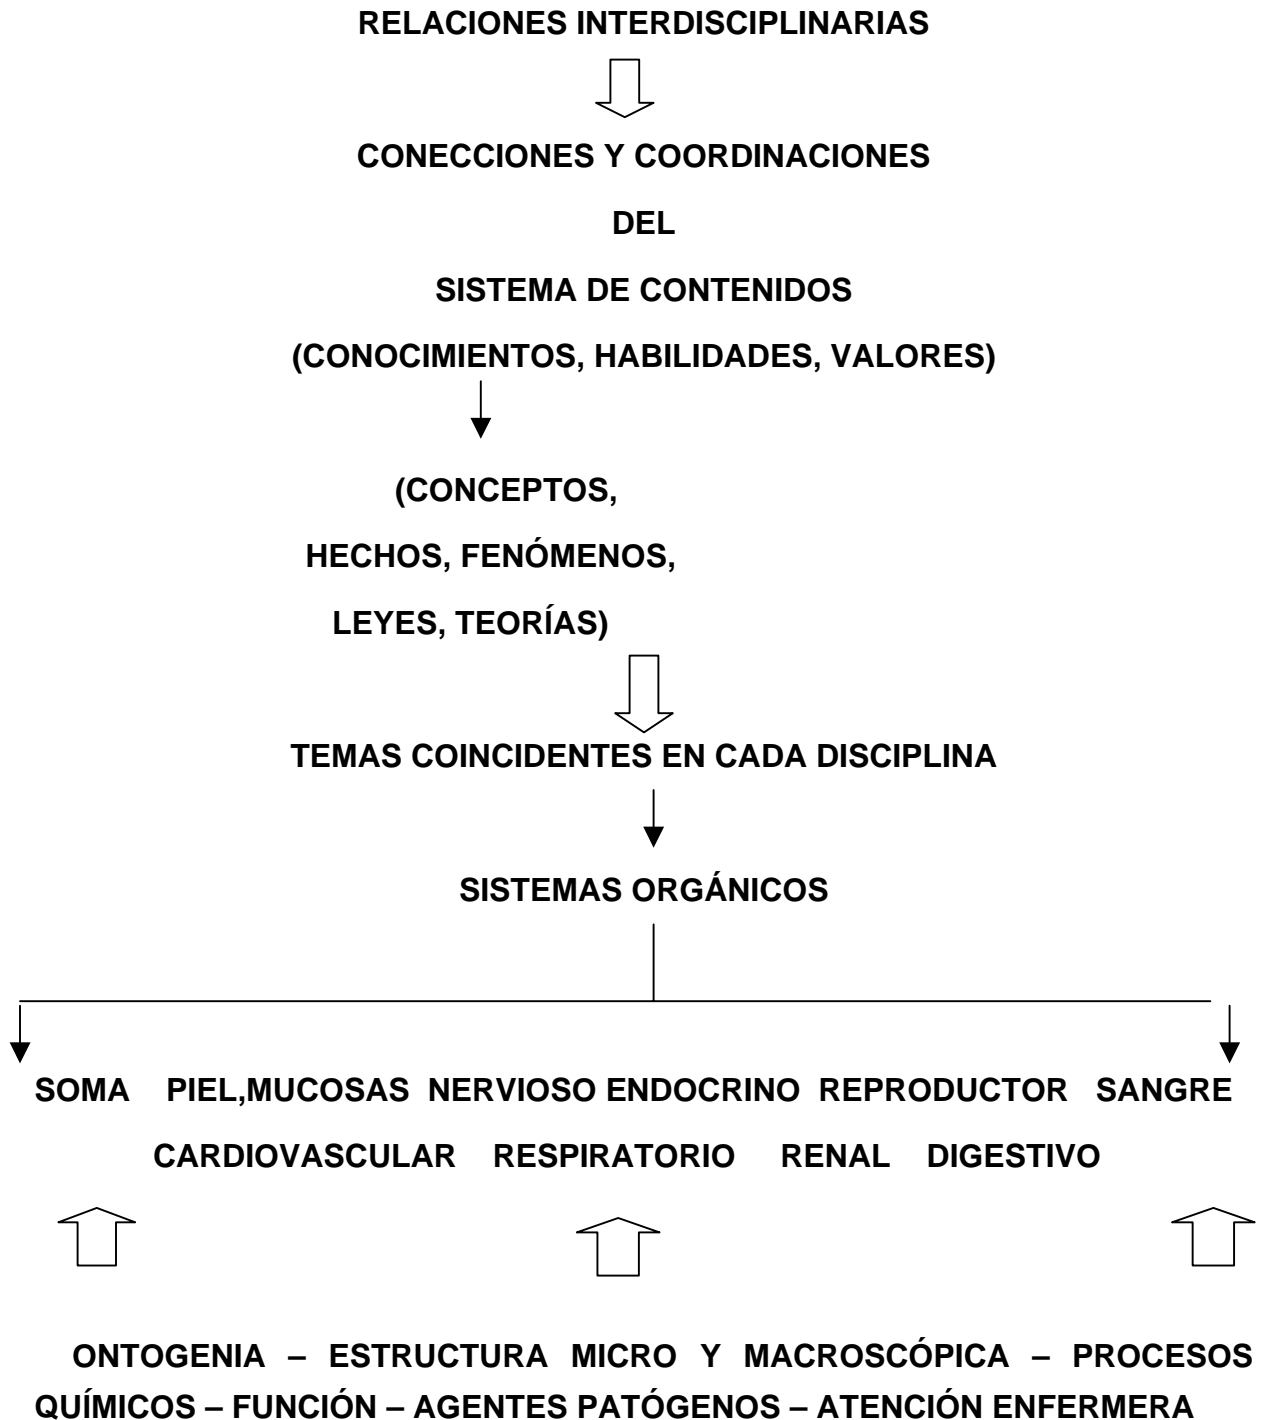 RELACIONES INTERDISCIPLINARIAS
CONECCIONES Y COORDINACIONES
DEL
SISTEMA DE CONTENIDOS
(CONOCIMIENTOS, HABILIDADES, VALORES)
(CONCEPTOS,
HECHOS, FENÓMENOS,
LEYES, TEORÍAS)
TEMAS COINCIDENTES EN CADA DISCIPLINA
SISTEMAS ORGÁNICOS
SOMA PIEL,MUCOSAS NERVIOSO ENDOCRINO REPRODUCTOR SANGRE
CARDIOVASCULAR RESPIRATORIO RENAL DIGESTIVO
ONTOGENIA – ESTRUCTURA MICRO Y MACROSCÓPICA – PROCESOS
QUÍMICOS – FUNCIÓN – AGENTES PATÓGENOS – ATENCIÓN ENFERMERA